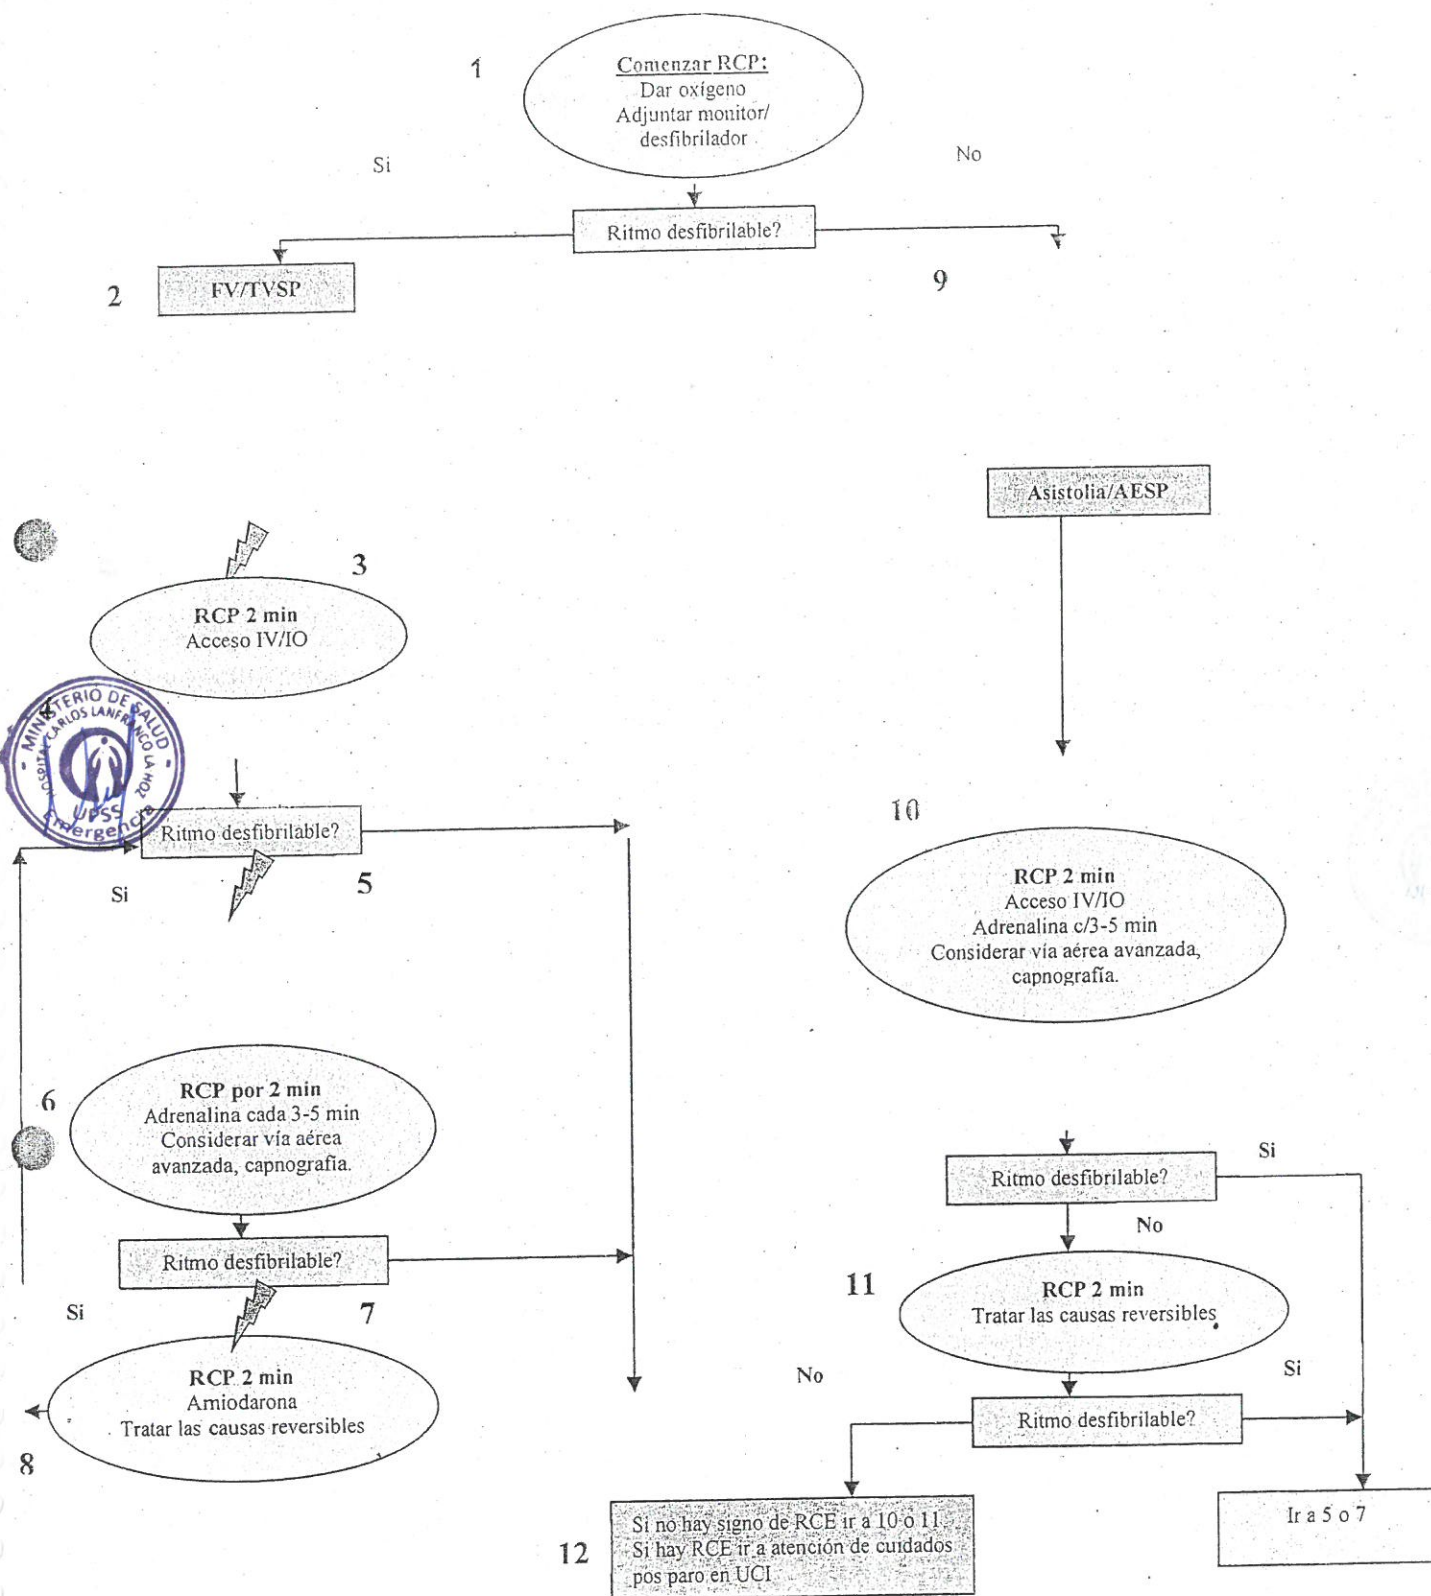 1
Comenzar RCP:
Dar oxígeno
Adjuntar monitor/
desfibrilador
Si
No
Ritmo desfibrilable?
2
FV/TVSP
9
Asistolia/AESP
3
RCP 2 min
Acceso IV/IO
4
MINISTERIO DE SALUD
HOSPITAL CARLOS LANFRANCO LA HOZ
UPSS
Emergencia
Ritmo desfibrilable?
Si
5
10
RCP 2 min
Acceso IV/IO
Adrenalina c/3-5 min
Considerar vía aérea avanzada,
capnografía.
6
RCP por 2 min
Adrenalina cada 3-5 min
Considerar vía aérea
avanzada, capnografía.
Ritmo desfibrilable?
Si
7
Ritmo desfibrilable?
Si
No
11
RCP 2 min
Tratar las causas reversibles
RCP 2 min
Amiodarona
Tratar las causas reversibles
8
No
Si
Ritmo desfibrilable?
12
Si no hay signo de RCE ir a 10 ó 11.
Si hay RCE ir a atención de cuidados
pos paro en UCI
Ir a 5 o 7